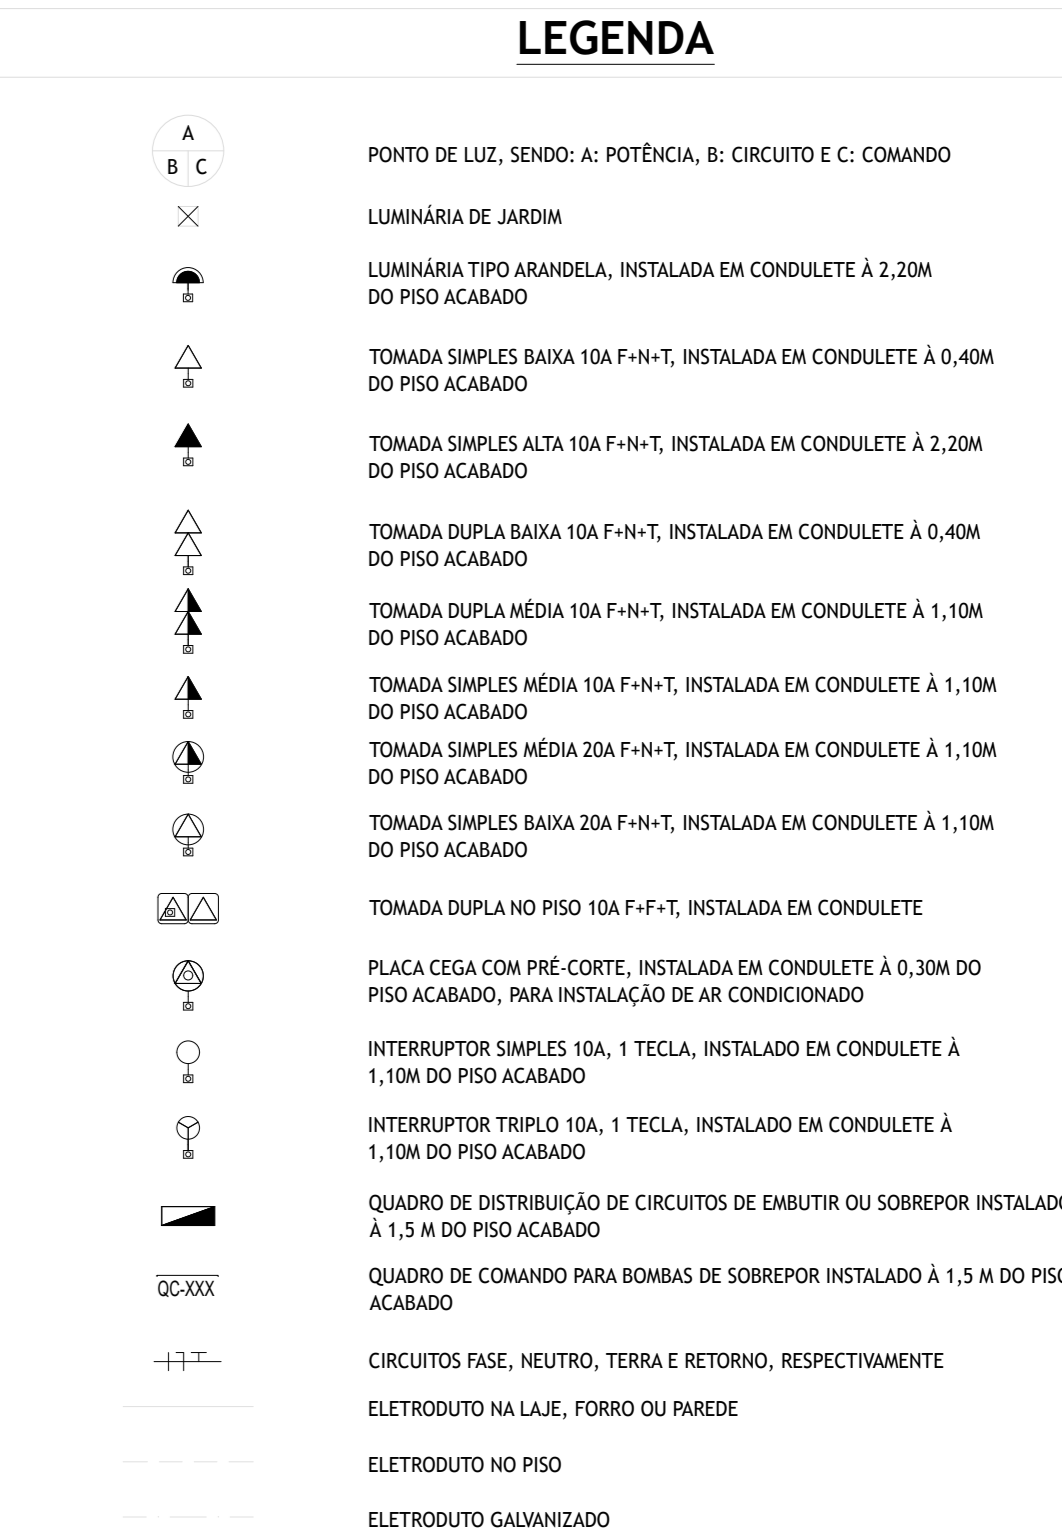 LEGENDA
A
B C
PONTO DE LUZ, SENDO: A: POTÊNCIA, B: CIRCUITO E C: COMANDO
LUMINÁRIA DE JARDIM
LUMINÁRIA TIPO ARANDELA, INSTALADA EM CONDULETE À 2,20M
DO PISO ACABADO
TOMADA SIMPLES BAIXA 10A F+N+T, INSTALADA EM CONDULETE À 0,40M
DO PISO ACABADO
TOMADA SIMPLES ALTA 10A F+N+T, INSTALADA EM CONDULETE À 2,20M
DO PISO ACABADO
TOMADA DUPLA BAIXA 10A F+N+T, INSTALADA EM CONDULETE À 0,40M
DO PISO ACABADO
TOMADA DUPLA MÉDIA 10A F+N+T, INSTALADA EM CONDULETE À 1,10M
DO PISO ACABADO
TOMADA SIMPLES MÉDIA 10A F+N+T, INSTALADA EM CONDULETE À 1,10M
DO PISO ACABADO
TOMADA SIMPLES MÉDIA 20A F+N+T, INSTALADA EM CONDULETE À 1,10M
DO PISO ACABADO
TOMADA SIMPLES BAIXA 20A F+N+T, INSTALADA EM CONDULETE À 1,10M
DO PISO ACABADO
TOMADA DUPLA NO PISO 10A F+F+T, INSTALADA EM CONDULETE
PLACA CEGA COM PRÉ-CORTE, INSTALADA EM CONDULETE À 0,30M DO
PISO ACABADO, PARA INSTALAÇÃO DE AR CONDICIONADO
INTERRUPTOR SIMPLES 10A, 1 TECLA, INSTALADO EM CONDULETE À
1,10M DO PISO ACABADO
INTERRUPTOR TRIPLO 10A, 1 TECLA, INSTALADO EM CONDULETE À
1,10M DO PISO ACABADO
QUADRO DE DISTRIBUIÇÃO DE CIRCUITOS DE EMBUTIR OU SOBREPOR INSTALADO
À 1,5 M DO PISO ACABADO
QC-XXX
QUADRO DE COMANDO PARA BOMBAS DE SOBREPOR INSTALADO À 1,5 M DO PISO
ACABADO
CIRCUITOS FASE, NEUTRO, TERRA E RETORNO, RESPECTIVAMENTE
ELETRODUTO NA LAJE, FORRO OU PAREDE
ELETRODUTO NO PISO
ELETRODUTO GALVANIZADO